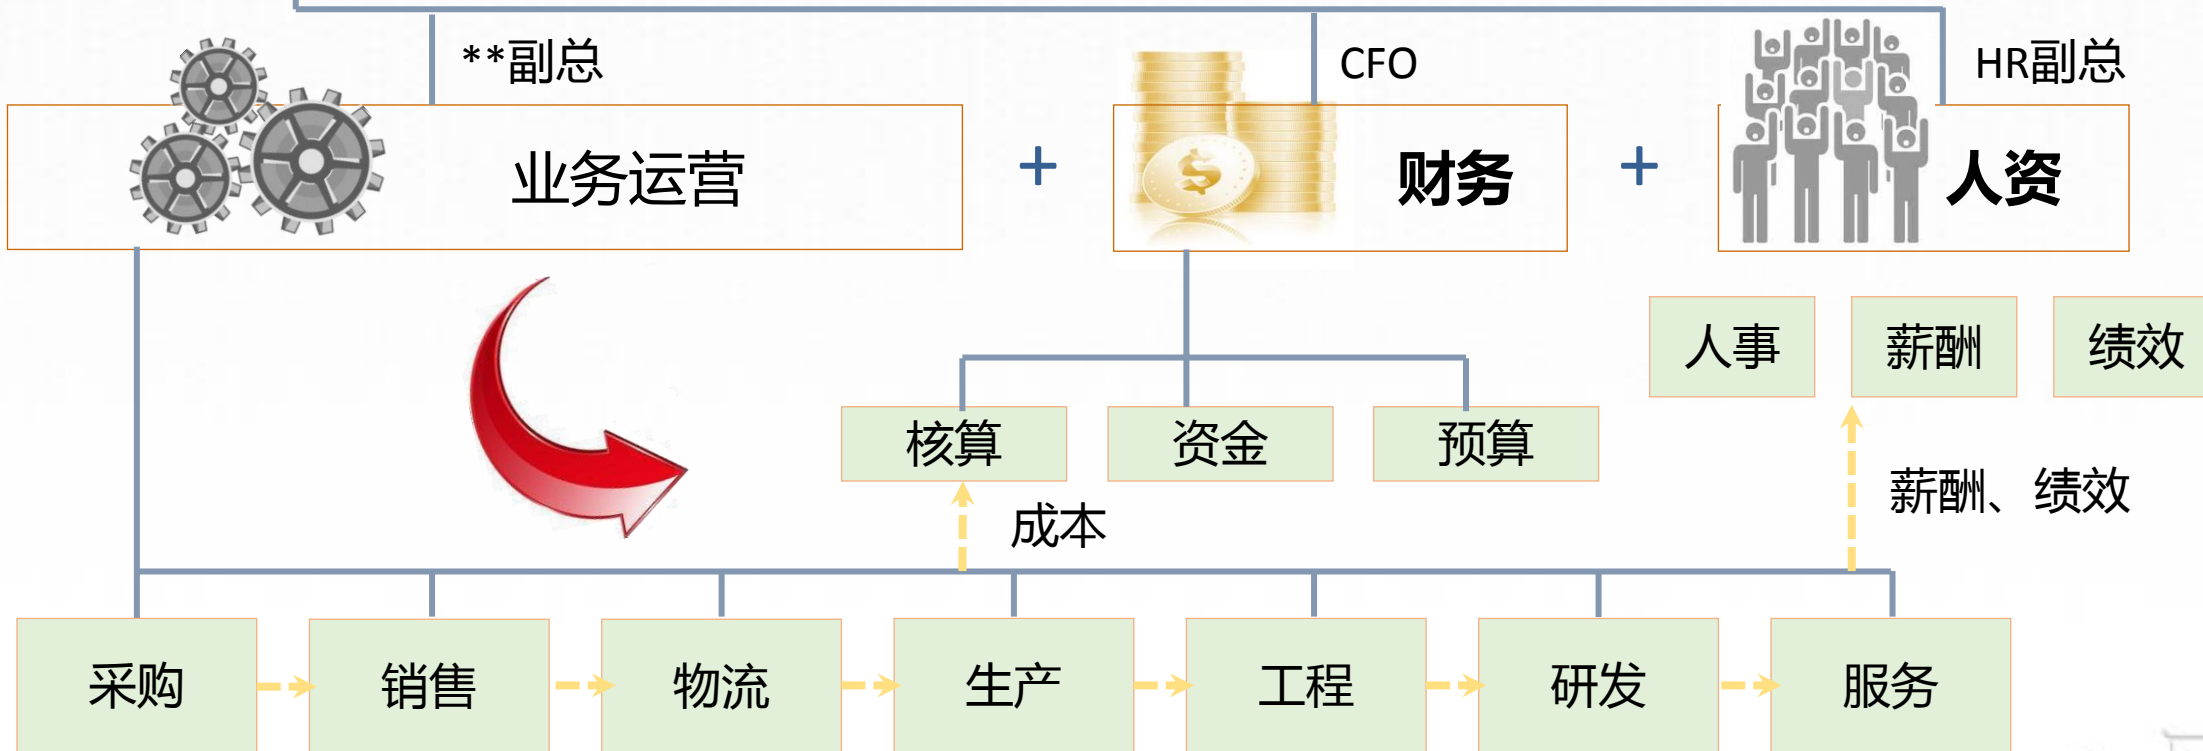 **副总
CFO
HR副总
业务运营
+
财务
+
人资
$
人事
薪酬
绩效
核算
资金
预算
成本
薪酬、绩效
采购
销售
物流
生产
工程
研发
服务